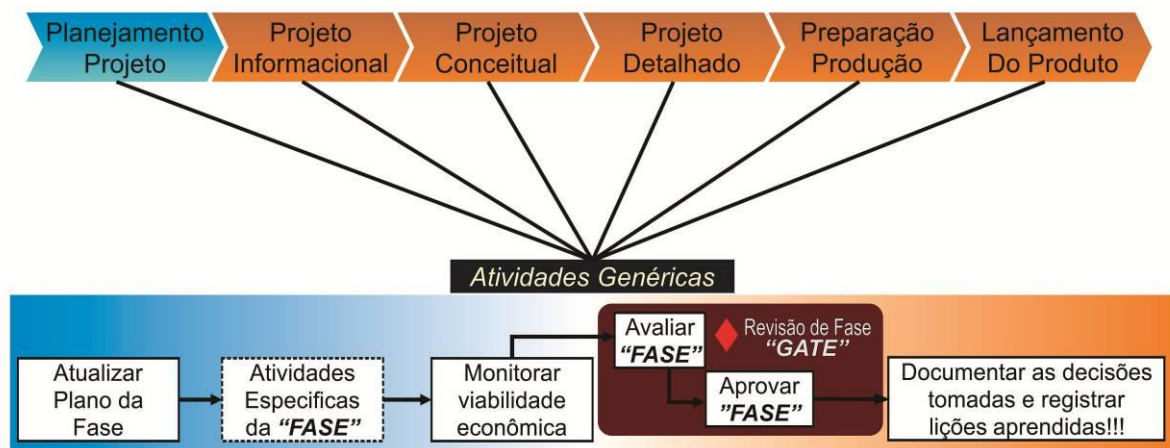 Planejamento
Projeto
Projeto
Informacional
Projeto
Conceitual
Projeto
Detalhado
Preparação
Produção
Lançamento
Do Produto
Atividades Genéricas
Atualizar
Plano da
Fase
Atividades
Especificas
da "FASE"
Monitorar
viabilidade
econômica
Avaliar
"FASE"
Revisão de Fase
"GATE"
Aprovar
"FASE"
Documentar as decisões
tomadas e registrar
lições aprendidas!!!